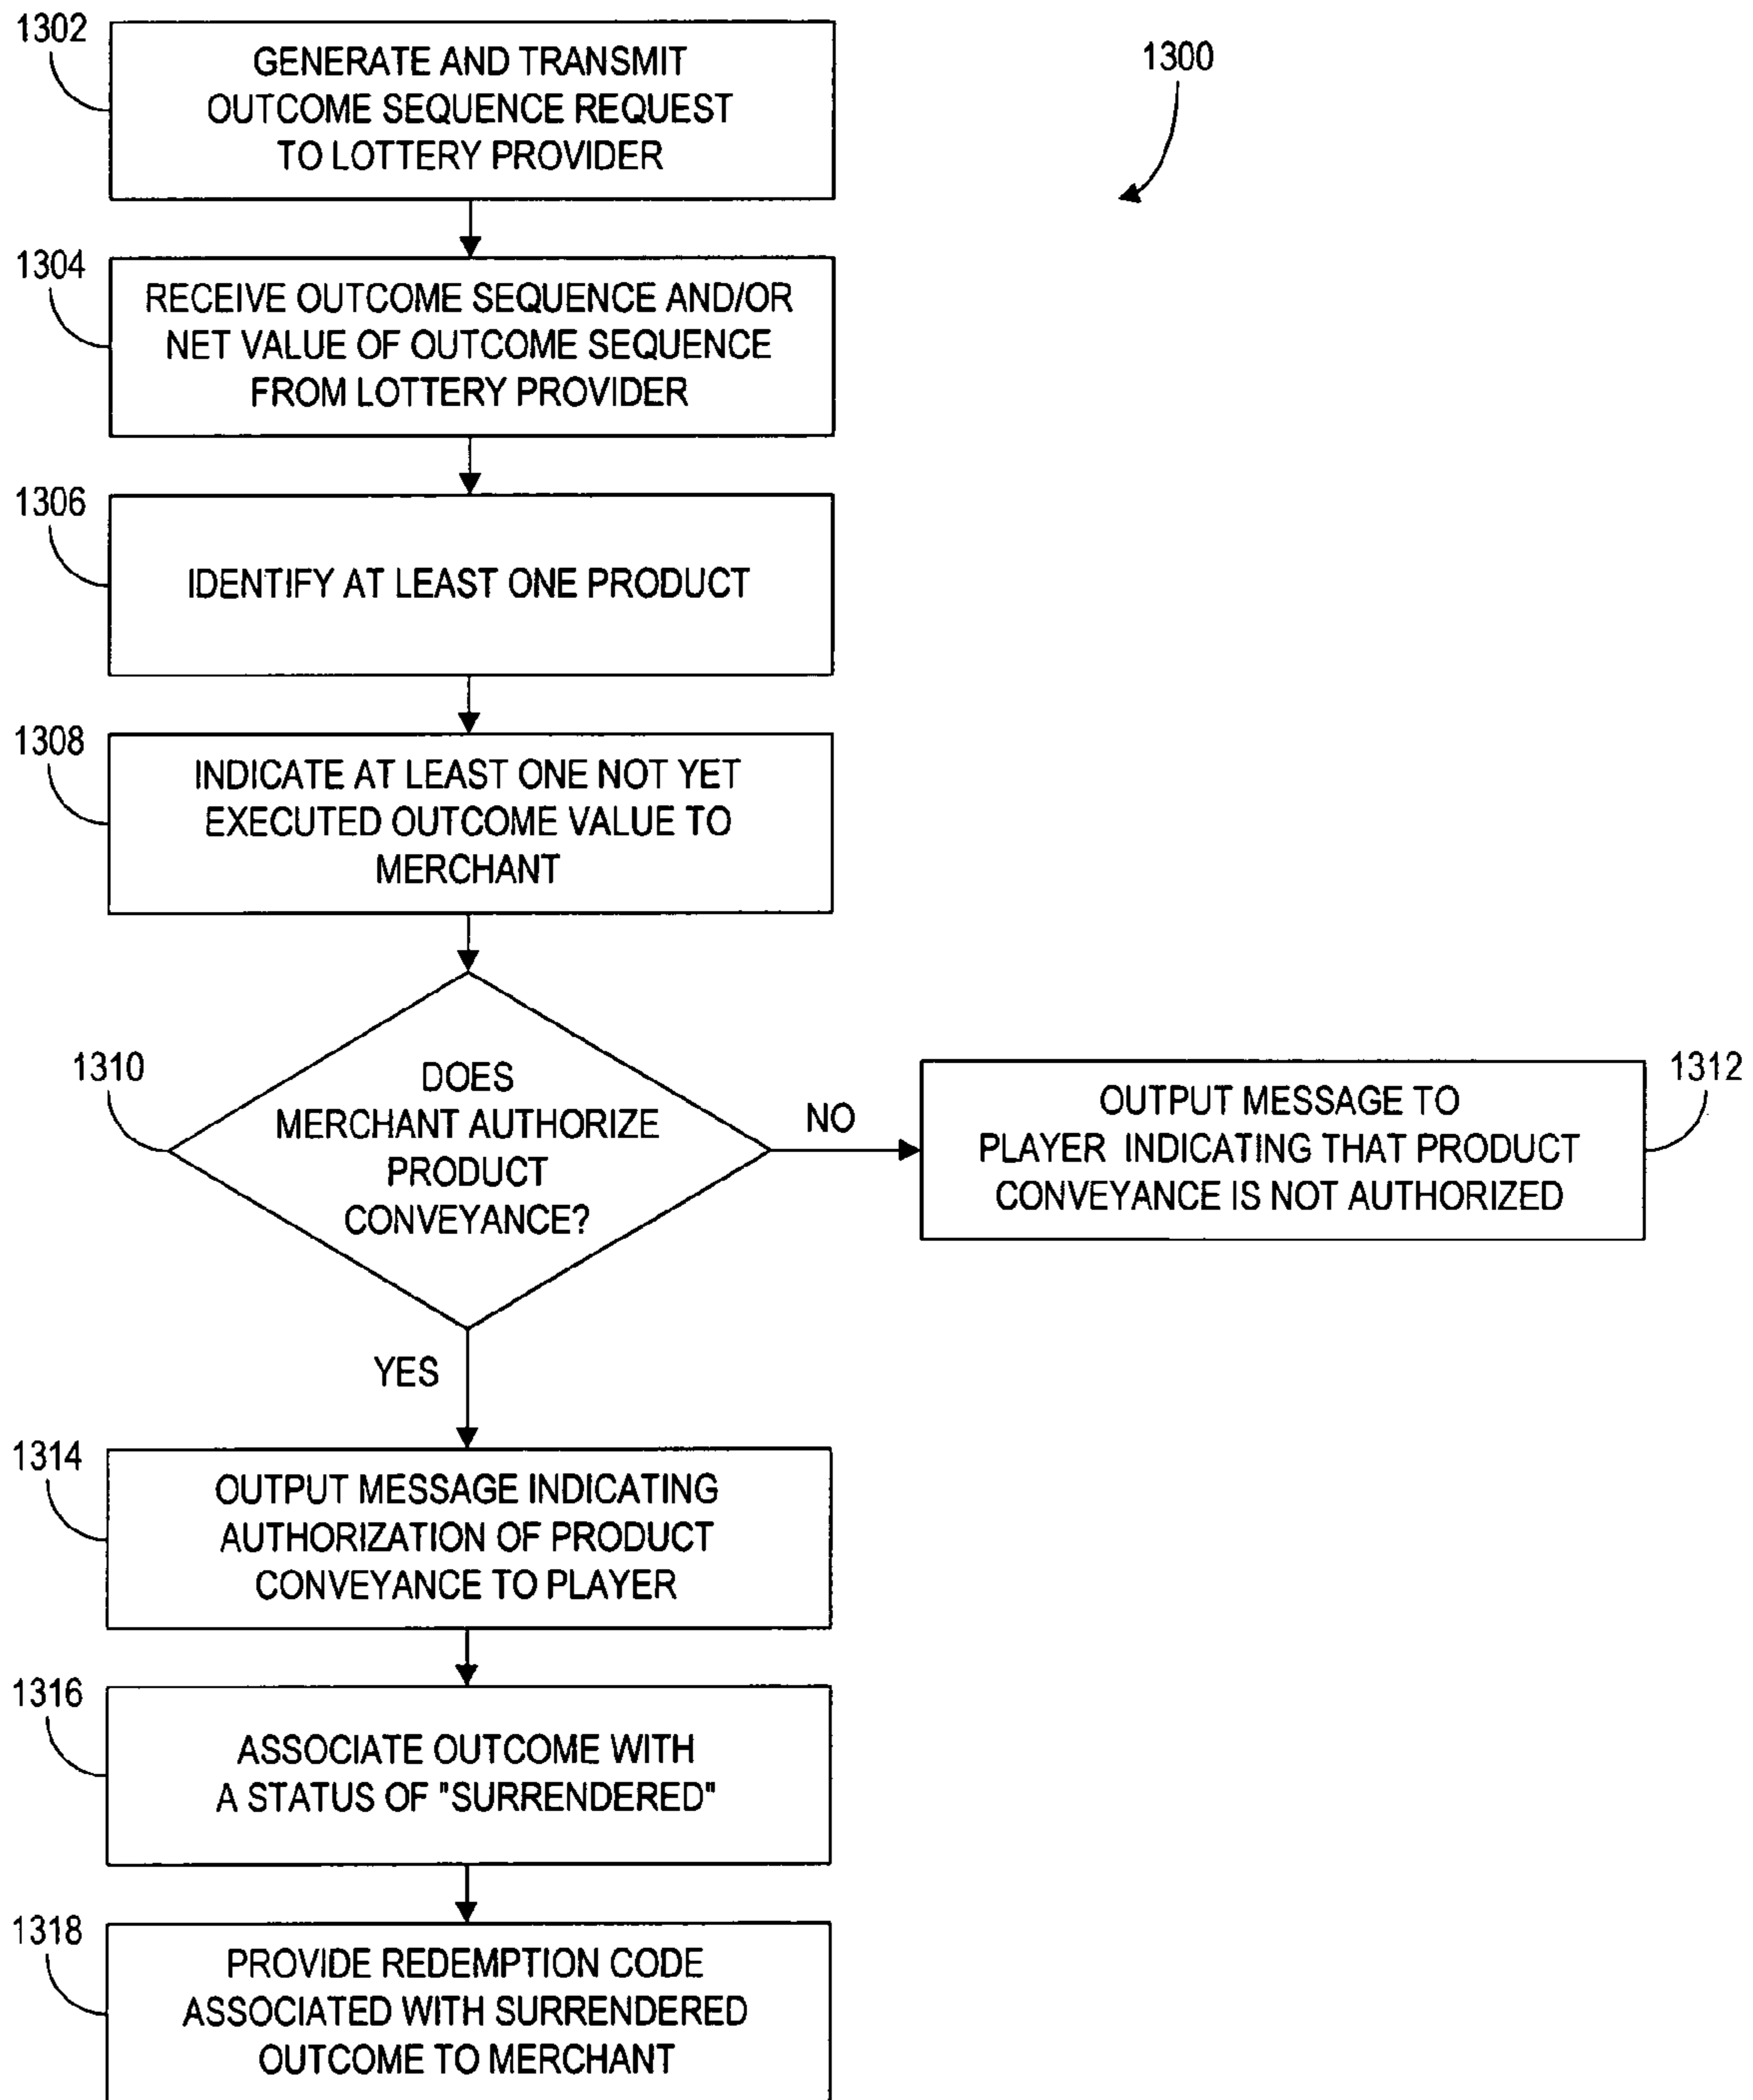 1302
GENERATE AND TRANSMIT
OUTCOME SEQUENCE REQUEST
TO LOTTERY PROVIDER
1300
1304
RECEIVE OUTCOME SEQUENCE AND/OR
NET VALUE OF OUTCOME SEQUENCE
FROM LOTTERY PROVIDER
1306
IDENTIFY AT LEAST ONE PRODUCT
1308
INDICATE AT LEAST ONE NOT YET
EXECUTED OUTCOME VALUE TO
MERCHANT
1310
DOES
MERCHANT AUTHORIZE
PRODUCT
CONVEYANCE?
NO
1312
OUTPUT MESSAGE TO
PLAYER INDICATING THAT PRODUCT
CONVEYANCE IS NOT AUTHORIZED
YES
1314
OUTPUT MESSAGE INDICATING
AUTHORIZATION OF PRODUCT
CONVEYANCE TO PLAYER
1316
ASSOCIATE OUTCOME WITH
A STATUS OF "SURRENDERED"
1318
PROVIDE REDEMPTION CODE
ASSOCIATED WITH SURRENDERED
OUTCOME TO MERCHANT